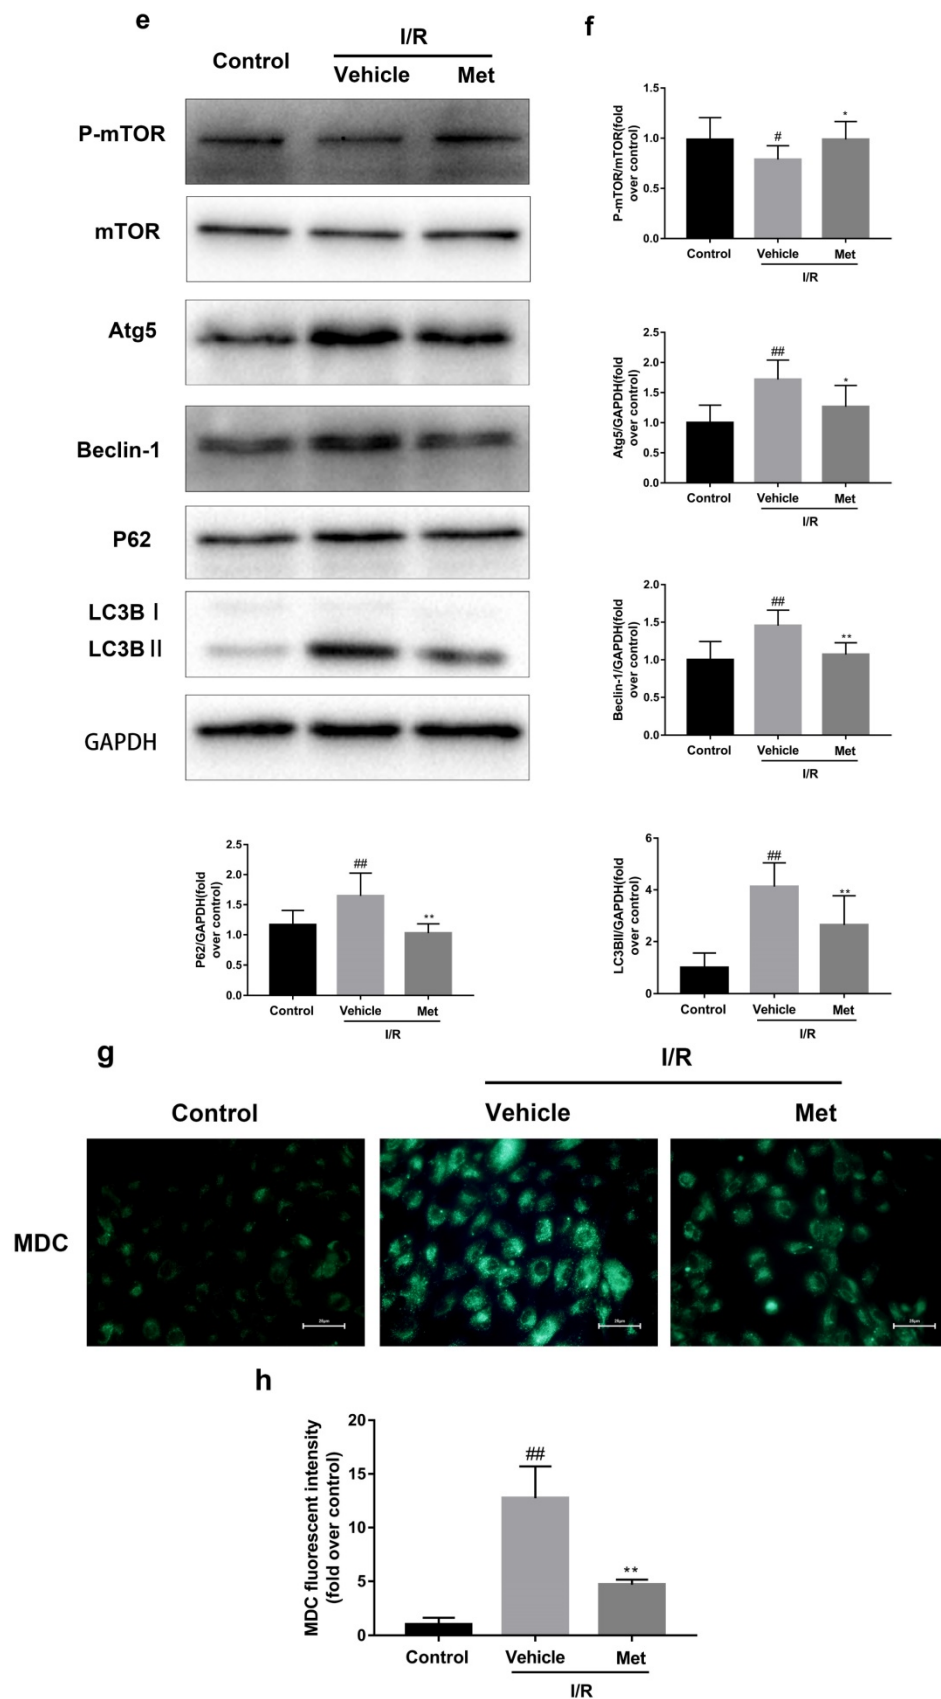 e
I/R
Control
Vehicle
Met
P-mTOR
mTOR
Atg5
Beclin-1
P62
LC3B I
LC3B II
GAPDH
f
P-mTOR/mTOR(fold
over control)
1.5
1.0
0.5
0.0
#
*
Control
Vehicle
Met
I/R
Atg5/GAPDH(fold
over control)
2.5
2.0
1.5
1.0
0.5
0.0
##
*
Control
Vehicle
Met
I/R
Beclin-1/GAPDH(fold
over control)
2.0
1.5
1.0
0.5
0.0
##
**
Control
Vehicle
Met
I/R
P62/GAPDH(fold
over control)
2.5
2.0
1.5
1.0
0.5
0.0
##
**
Control
Vehicle
Met
I/R
LC3BII/GAPDH(fold
over control)
6
4
2
0
##
**
Control
Vehicle
Met
I/R
g
I/R
Control
Vehicle
Met
MDC
h
MDC fluorescent intensity
(fold over control)
20
15
10
5
0
##
**
Control
Vehicle
Met
I/R